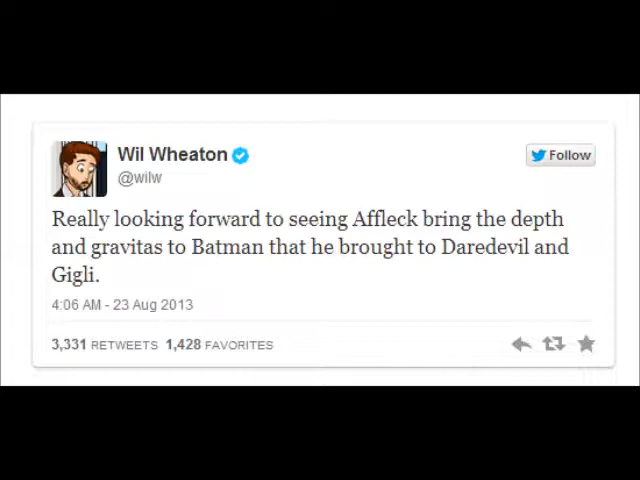 Wil Wheaton
@wilw
Follow
Really looking forward to seeing Affleck bring the depth
and gravitas to Batman that he brought to Daredevil and
Gigli.
4:06 AM - 23 Aug 2013
3,331 RETWEETS 1,428 FAVORITES